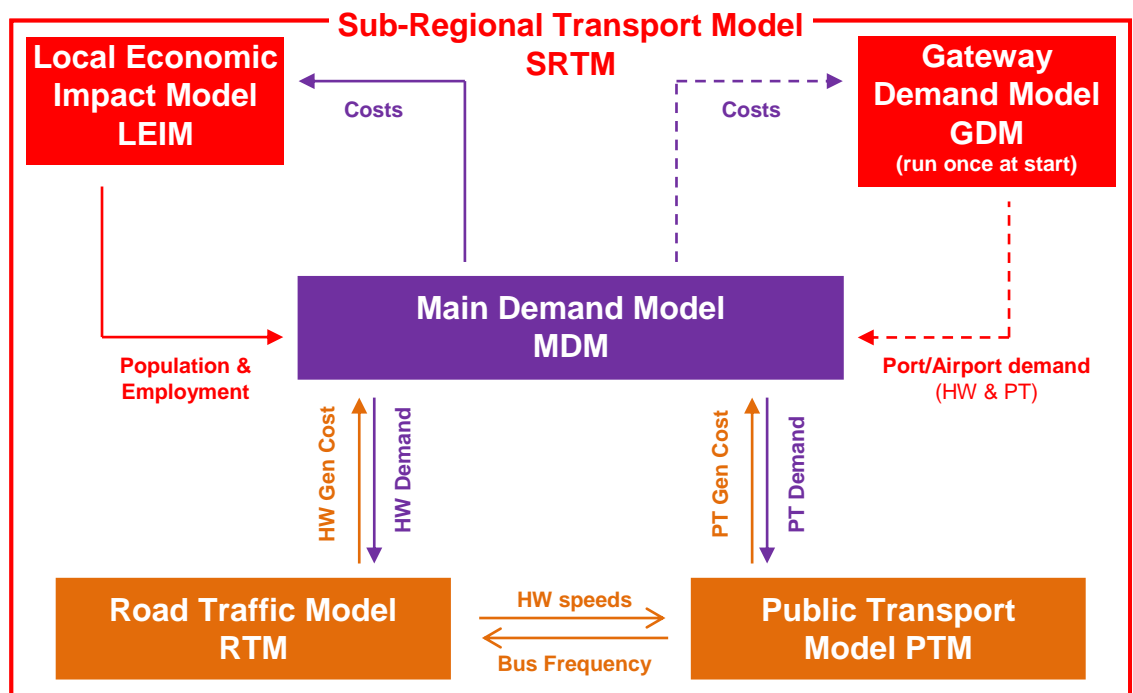 Sub-Regional Transport Model
SRTM
Local Economic
Impact Model
LEIM
Costs
Costs
Gateway
Demand Model
GDM
(run once at start)
Main Demand Model
MDM
Population &
Employment
Port/Airport demand
(HW & PT)
HW Gen Cost
HW Demand
PT Gen Cost
PT Demand
Road Traffic Model
RTM
HW speeds
Bus Frequency
Public Transport
Model PTM